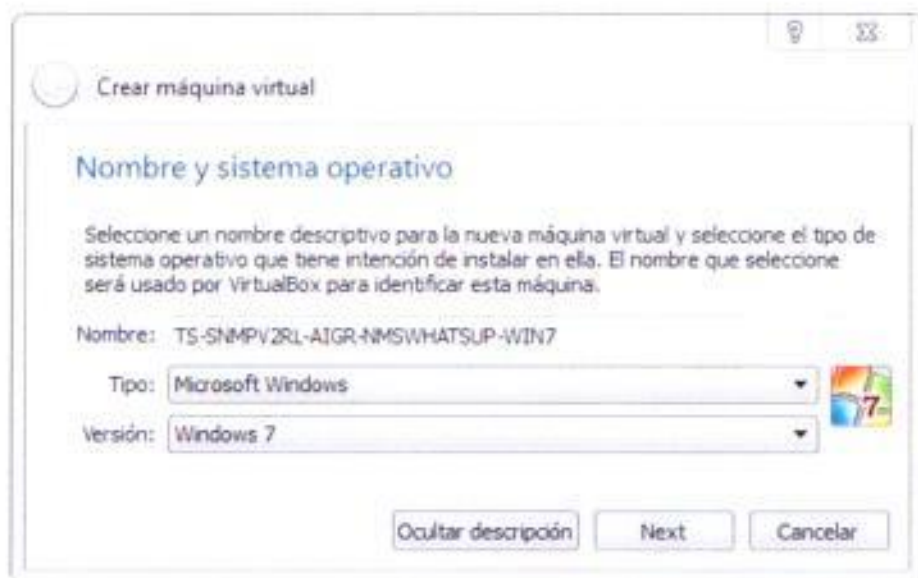 Crear máquina virtual
Nombre y sistema operativo
Seleccione un nombre descriptivo para la nueva máquina virtual y seleccione el tipo de
sistema operativo que tiene intención de instalar en ella. El nombre que seleccione
será usado por VirtualBox para identificar esta máquina.
Nombre: TS-SNMPV2RL-AIGR-NMSWHATSUP-WIN7
Tipo: Microsoft Windows
7
Versión: Windows 7
Ocultar descripción Next Cancelar